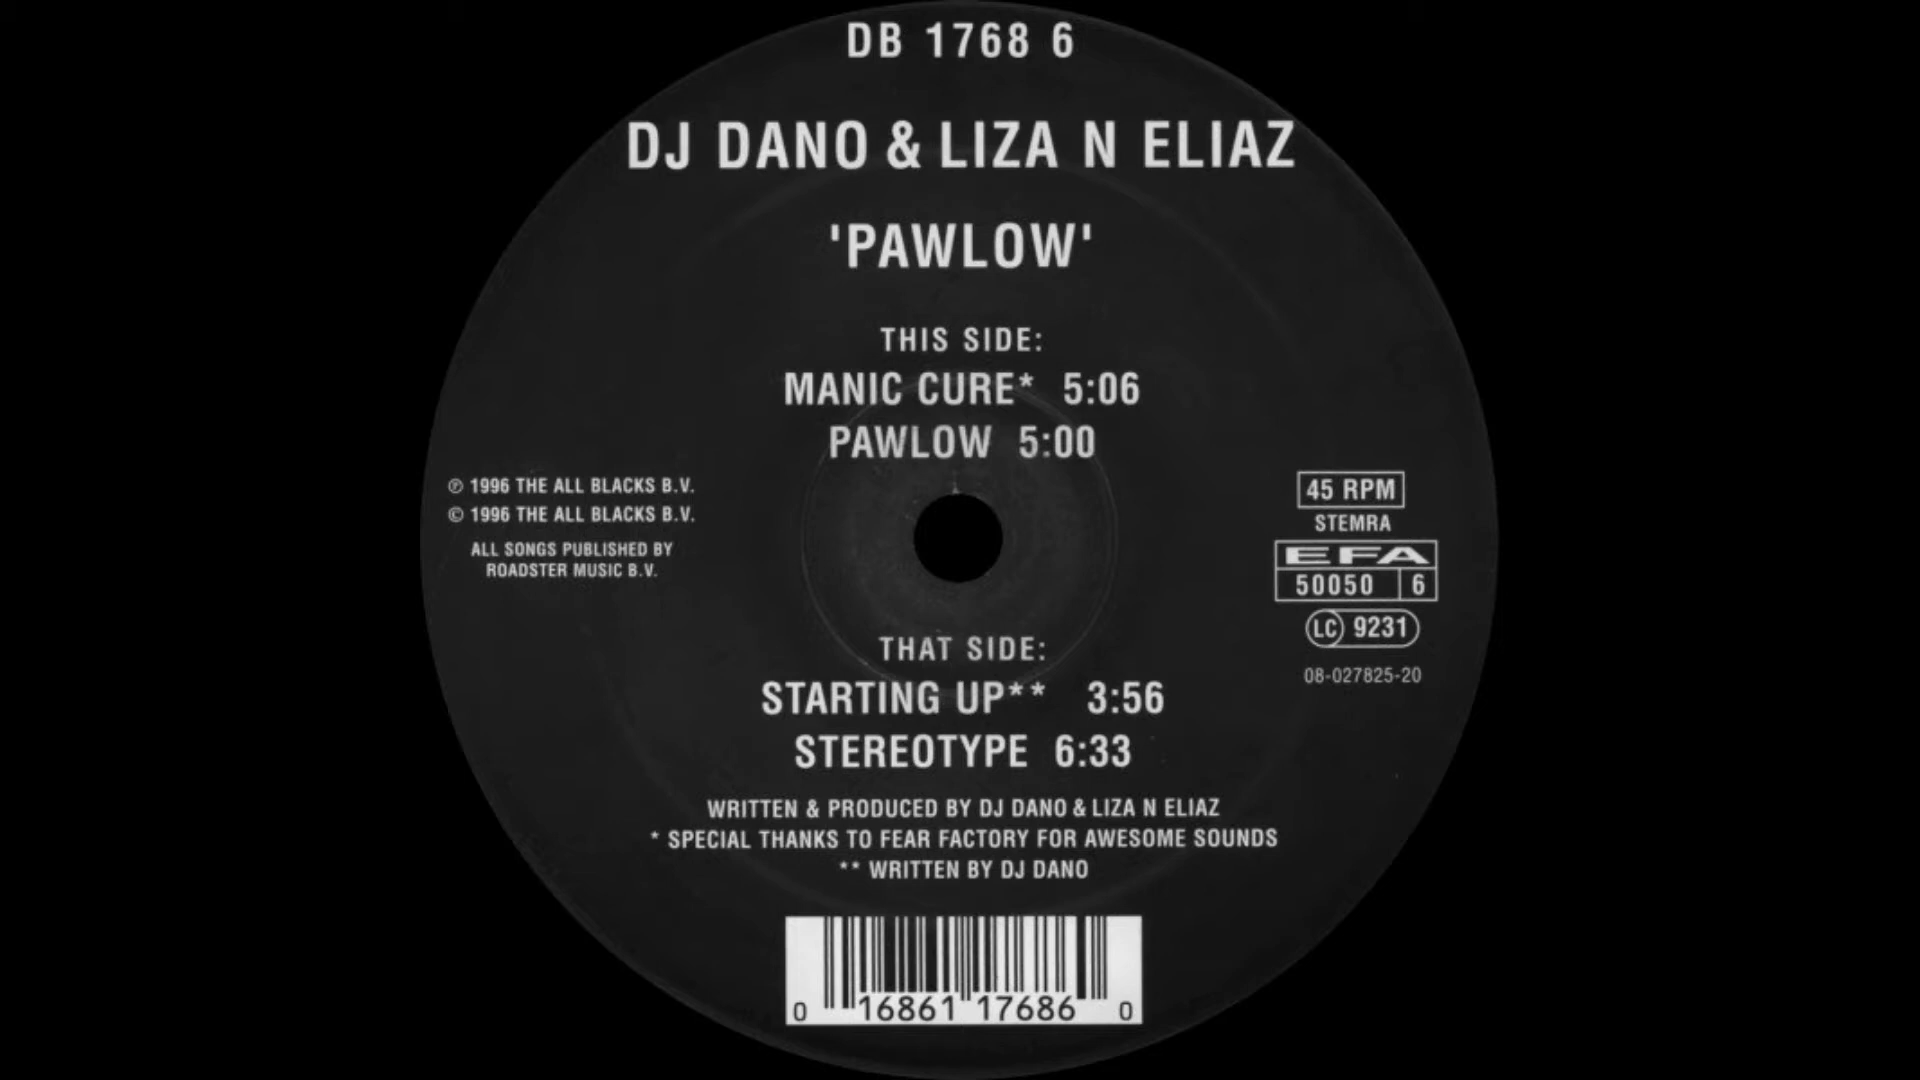 DB 1768 6
DJ DANO & LIZA N ELIAZ
'PAWLOW'
THIS SIDE:
MANIC CURE* 5:06
PAWLOW 5:00
℗ 1996 THE ALL BLACKS B.V.
© 1996 THE ALL BLACKS B.V.
ALL SONGS PUBLISHED BY
ROADSTER MUSIC B.V.
45 RPM
STEMRA
EFA
50050 6
LC 9231
08-027825-20
THAT SIDE:
STARTING UP** 3:56
STEREOTYPE 6:33
WRITTEN & PRODUCED BY DJ DANO & LIZA N ELIAZ
* SPECIAL THANKS TO FEAR FACTORY FOR AWESOME SOUNDS
** WRITTEN BY DJ DANO
0 16861 17686 0